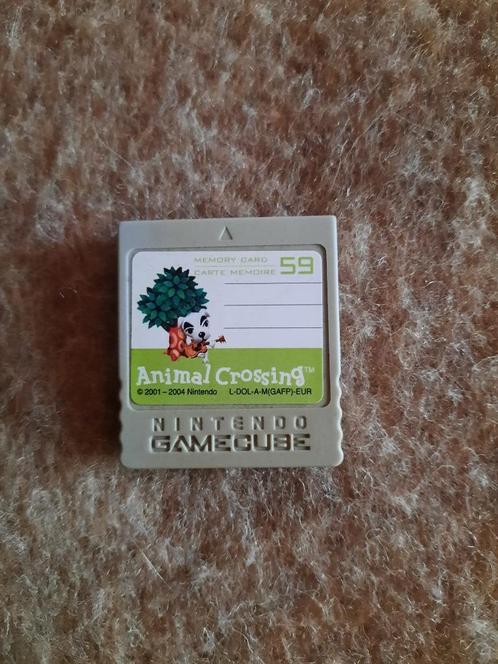 MEMORY CARD
CARTE MEMOIRE 59
Animal Crossing™
© 2001 – 2004 Nintendo L-DOL-A-M(GAFP)-EUR
NINTENDO
GAMECUBE